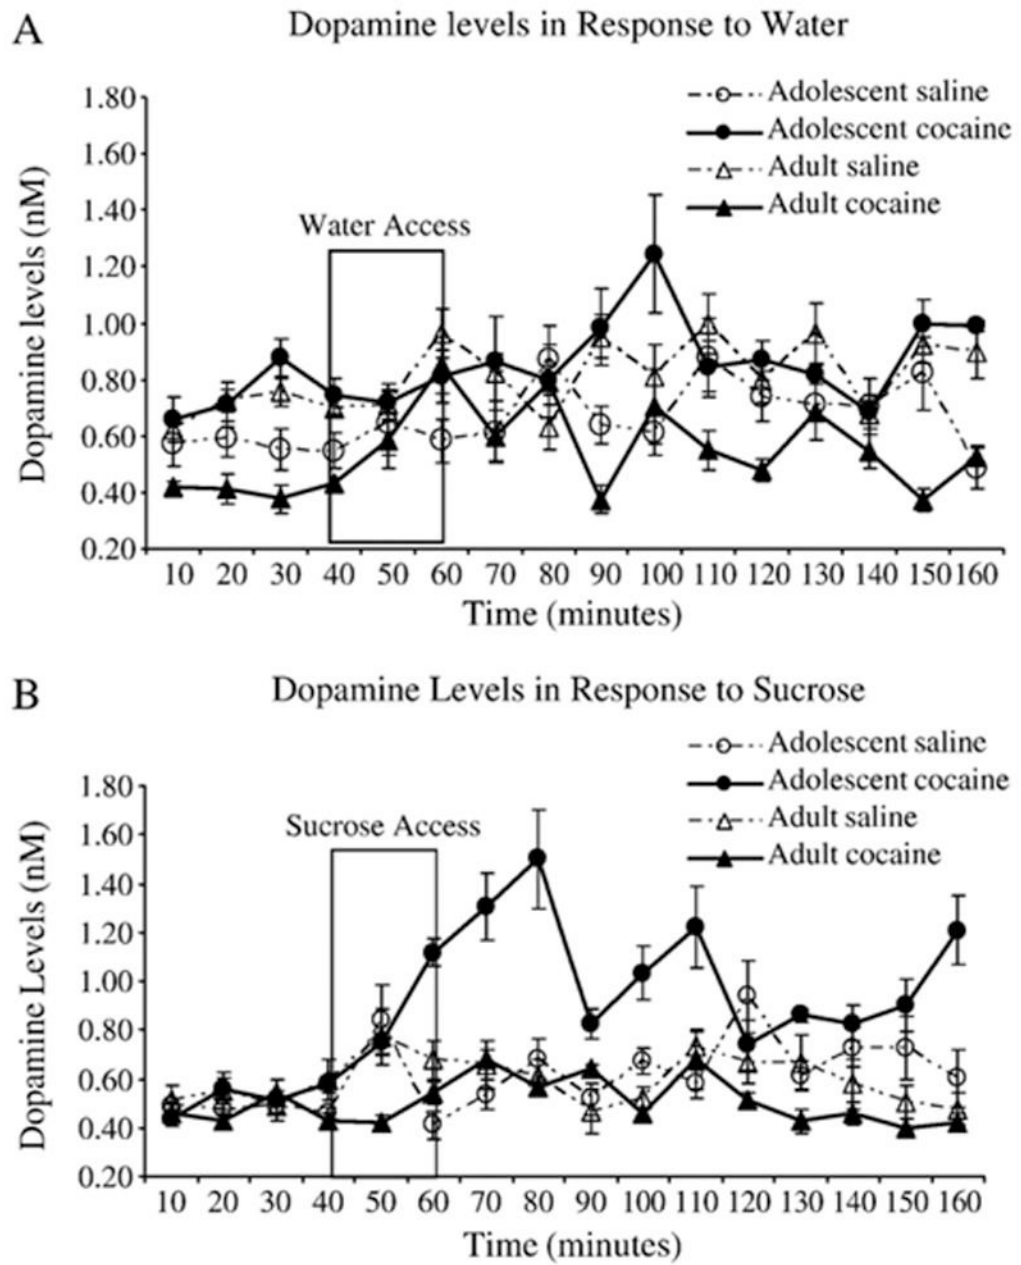 A
Dopamine levels in Response to Water
Adolescent saline
Adolescent cocaine
Adult saline
Adult cocaine
Water Access
Dopamine levels (nM)
1.80
1.60
1.40
1.20
1.00
0.80
0.60
0.40
0.20
10 20 30 40 50 60 70 80 90 100 110 120 130 140 150 160
Time (minutes)
B
Dopamine Levels in Response to Sucrose
Adolescent saline
Adolescent cocaine
Adult saline
Adult cocaine
Sucrose Access
Dopamine Levels (nM)
1.80
1.60
1.40
1.20
1.00
0.80
0.60
0.40
0.20
10 20 30 40 50 60 70 80 90 100 110 120 130 140 150 160
Time (minutes)